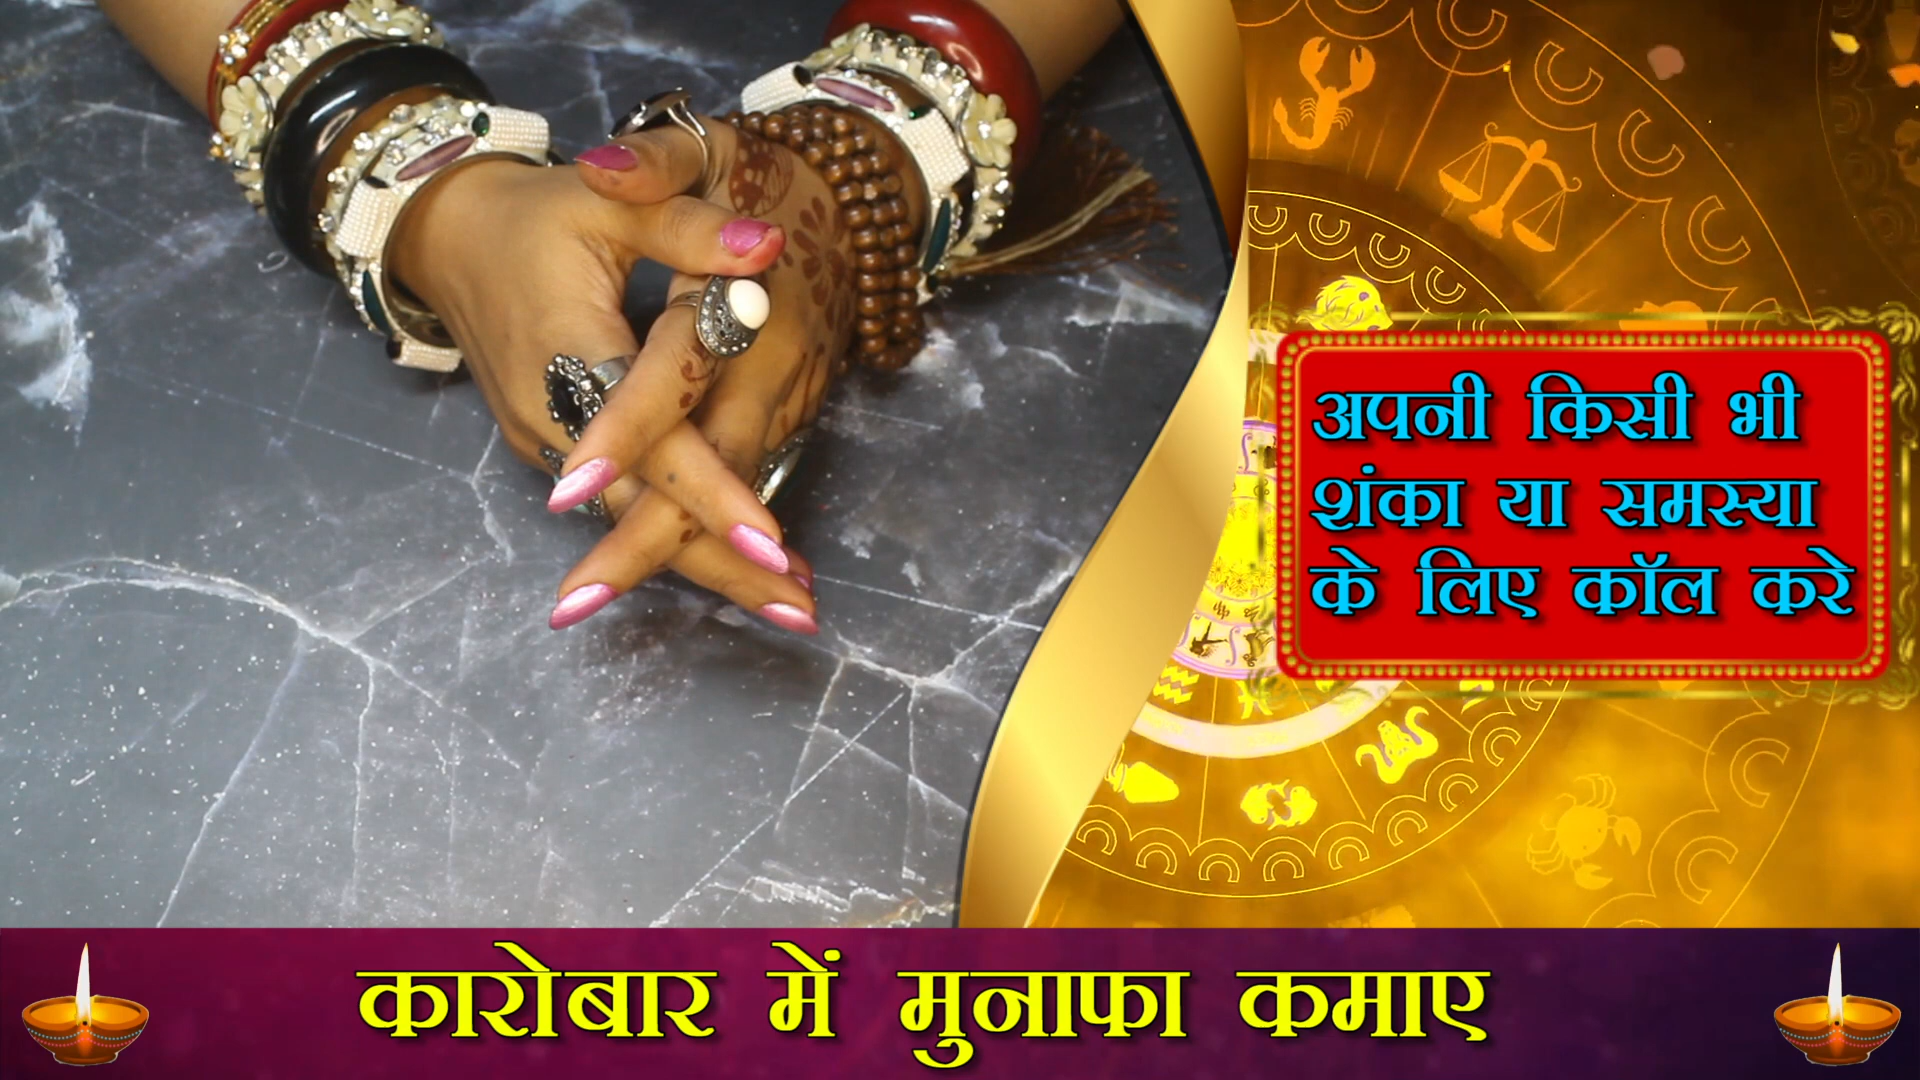 अपनी किसी भी
शंका या समस्या
के लिए कॉल करे
कारोबार में मुनाफा कमाए